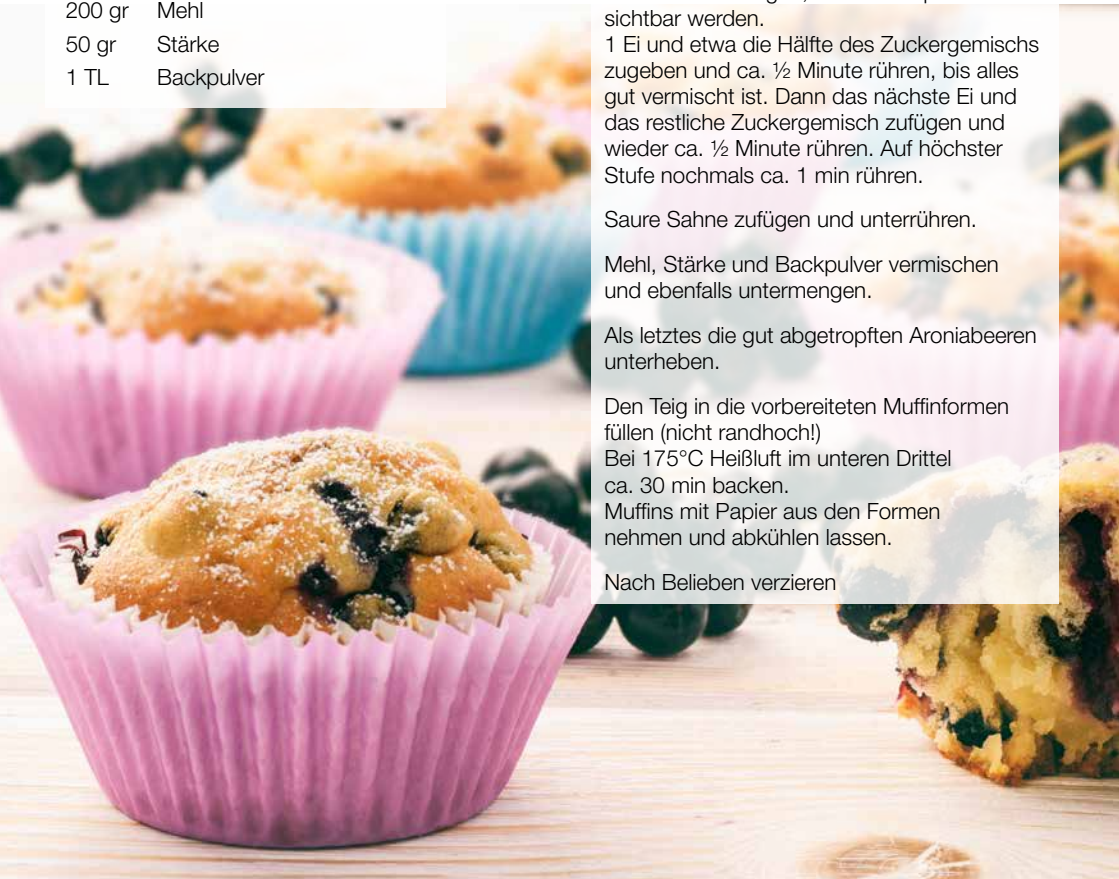 200 gr Mehl
50 gr Stärke
1 TL Backpulver
sichtbar werden.
1 Ei und etwa die Hälfte des Zuckergemischs
zugeben und ca. ½ Minute rühren, bis alles
gut vermischt ist. Dann das nächste Ei und
das restliche Zuckergemisch zufügen und
wieder ca. ½ Minute rühren. Auf höchster
Stufe nochmals ca. 1 min rühren.
Saure Sahne zufügen und unterrühren.
Mehl, Stärke und Backpulver vermischen
und ebenfalls untermengen.
Als letztes die gut abgetropften Aroniabeeren
unterheben.
Den Teig in die vorbereiteten Muffinformen
füllen (nicht randhoch!)
Bei 175°C Heißluft im unteren Drittel
ca. 30 min backen.
Muffins mit Papier aus den Formen
nehmen und abkühlen lassen.
Nach Belieben verzieren